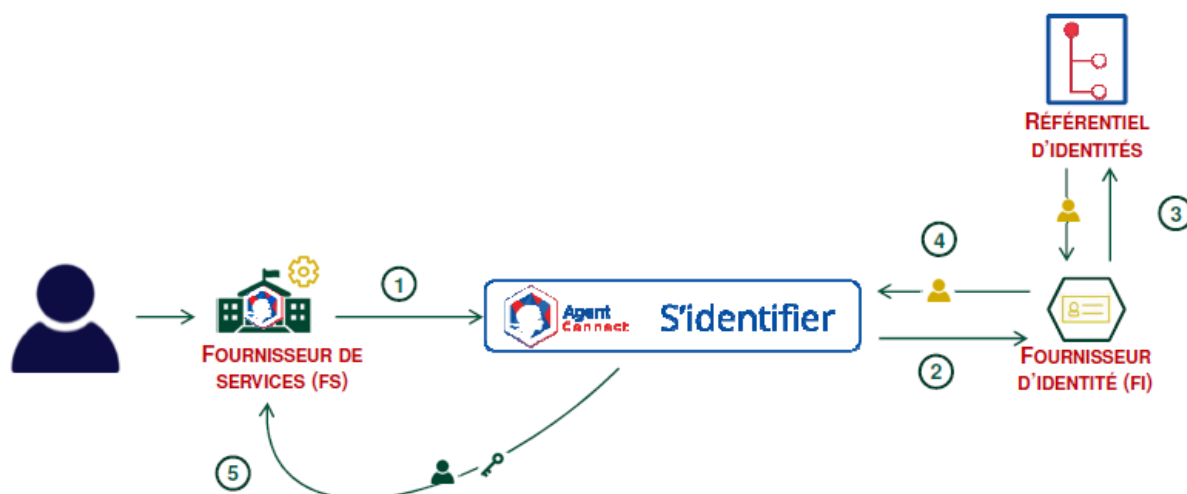 RÉFÉRENTIEL
D'IDENTITÉS
3
4
1
Agent
Connect
S'identifier
FOURNISSEUR DE
SERVICES (FS)
2
FOURNISSEUR
D'IDENTITÉ (FI)
5